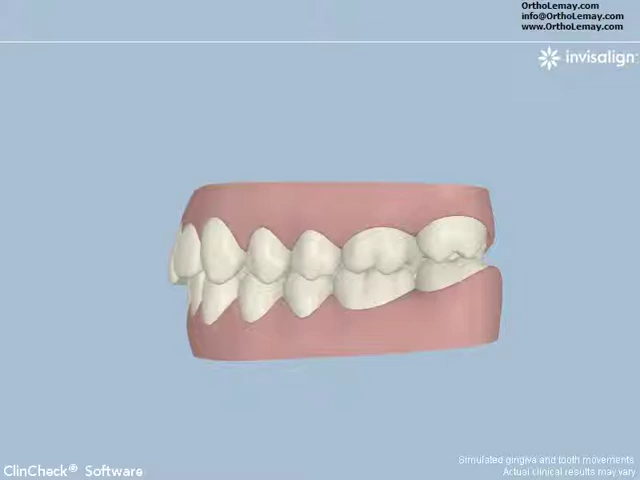 OrthoLemay.com
info@OrthoLemay.com
www.OrthoLemay.com
invisalign
Simulated gingiva and tooth movements
Actual clinical results may vary
ClinCheck® Software